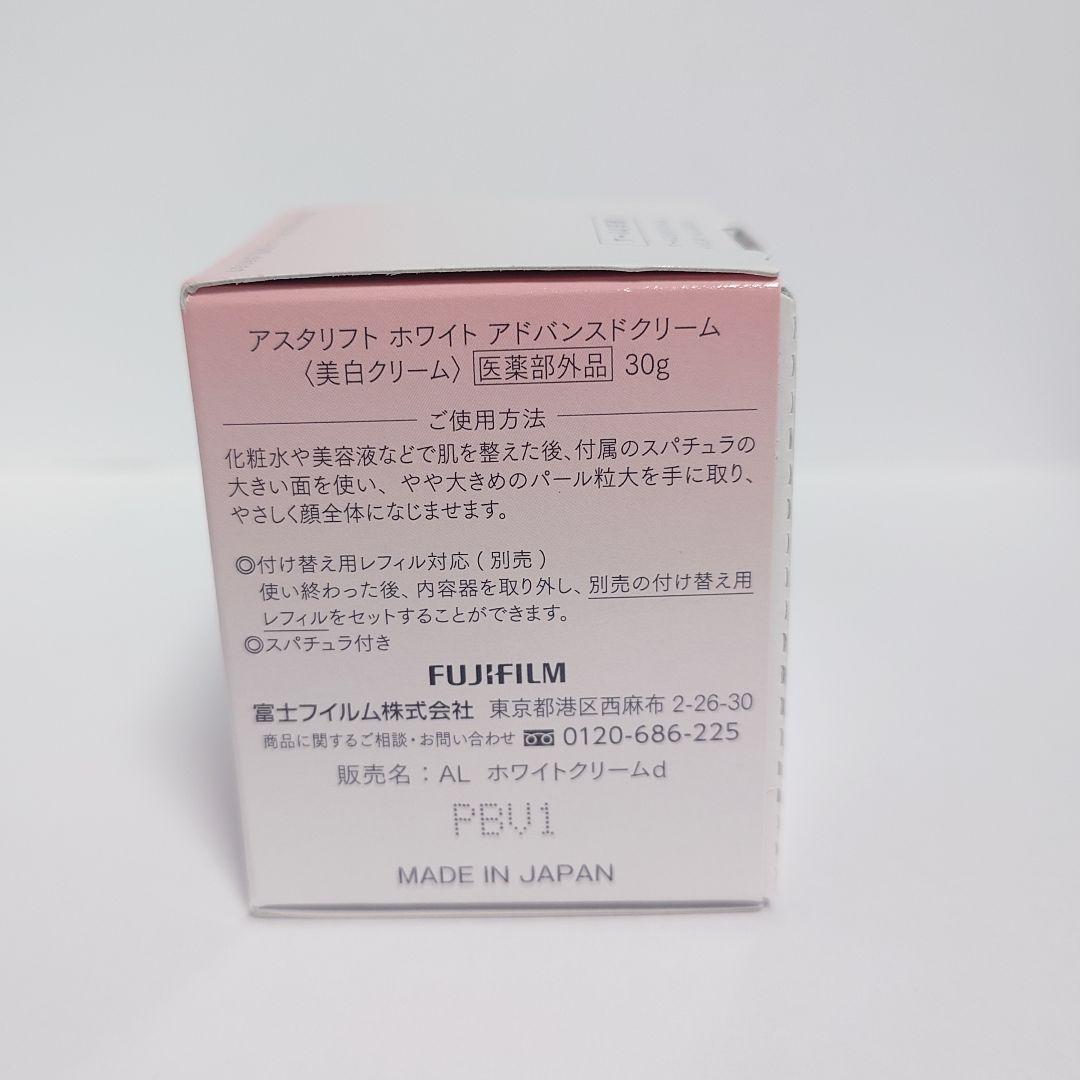 アスタリフト ホワイト アドバンスドクリーム
〈美白クリーム〉 医薬部外品 30g
ご使用方法
化粧水や美容液などで肌を整えた後、付属のスパチュラの
大きい面を使い、やや大きめのパール粒大を手に取り、
やさしく顔全体になじませます。
◎付け替え用レフィル対応(別売)
使い終わった後、内容器を取り外し、別売の付け替え用
レフィルをセットすることができます。
◎スパチュラ付き
FUJIFILM
富士フイルム株式会社 東京都港区西麻布 2-26-30
商品に関するご相談・お問い合わせ 0120-686-225
販売名：AL ホワイトクリームd
PBV1
MADE IN JAPAN